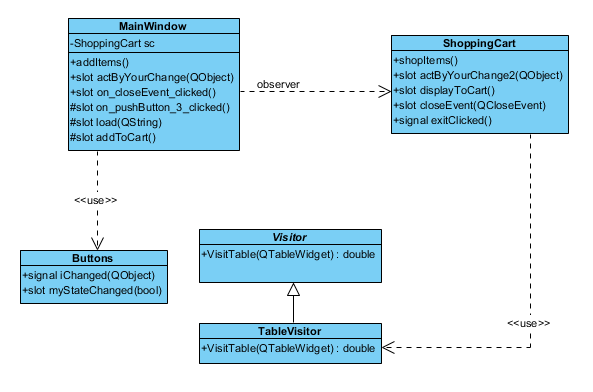 MainWindow
-ShoppingCart sc
+addItems()
+slot actByYourChange(QObject)
+slot on_closeEvent_clicked()
#slot on_pushButton_3_clicked()
#slot load(QString)
#slot addToCart()
observer
ShoppingCart
+shopItems()
+slot actByYourChange2(QObject)
+slot displayToCart()
+slot closeEvent(QCloseEvent)
+signal exitClicked()
<<use>>
Buttons
+signal iChanged(QObject)
+slot myStateChanged(bool)
Visitor
+VisitTable(QTableWidget) : double
<<use>>
TableVisitor
+VisitTable(QTableWidget) : double